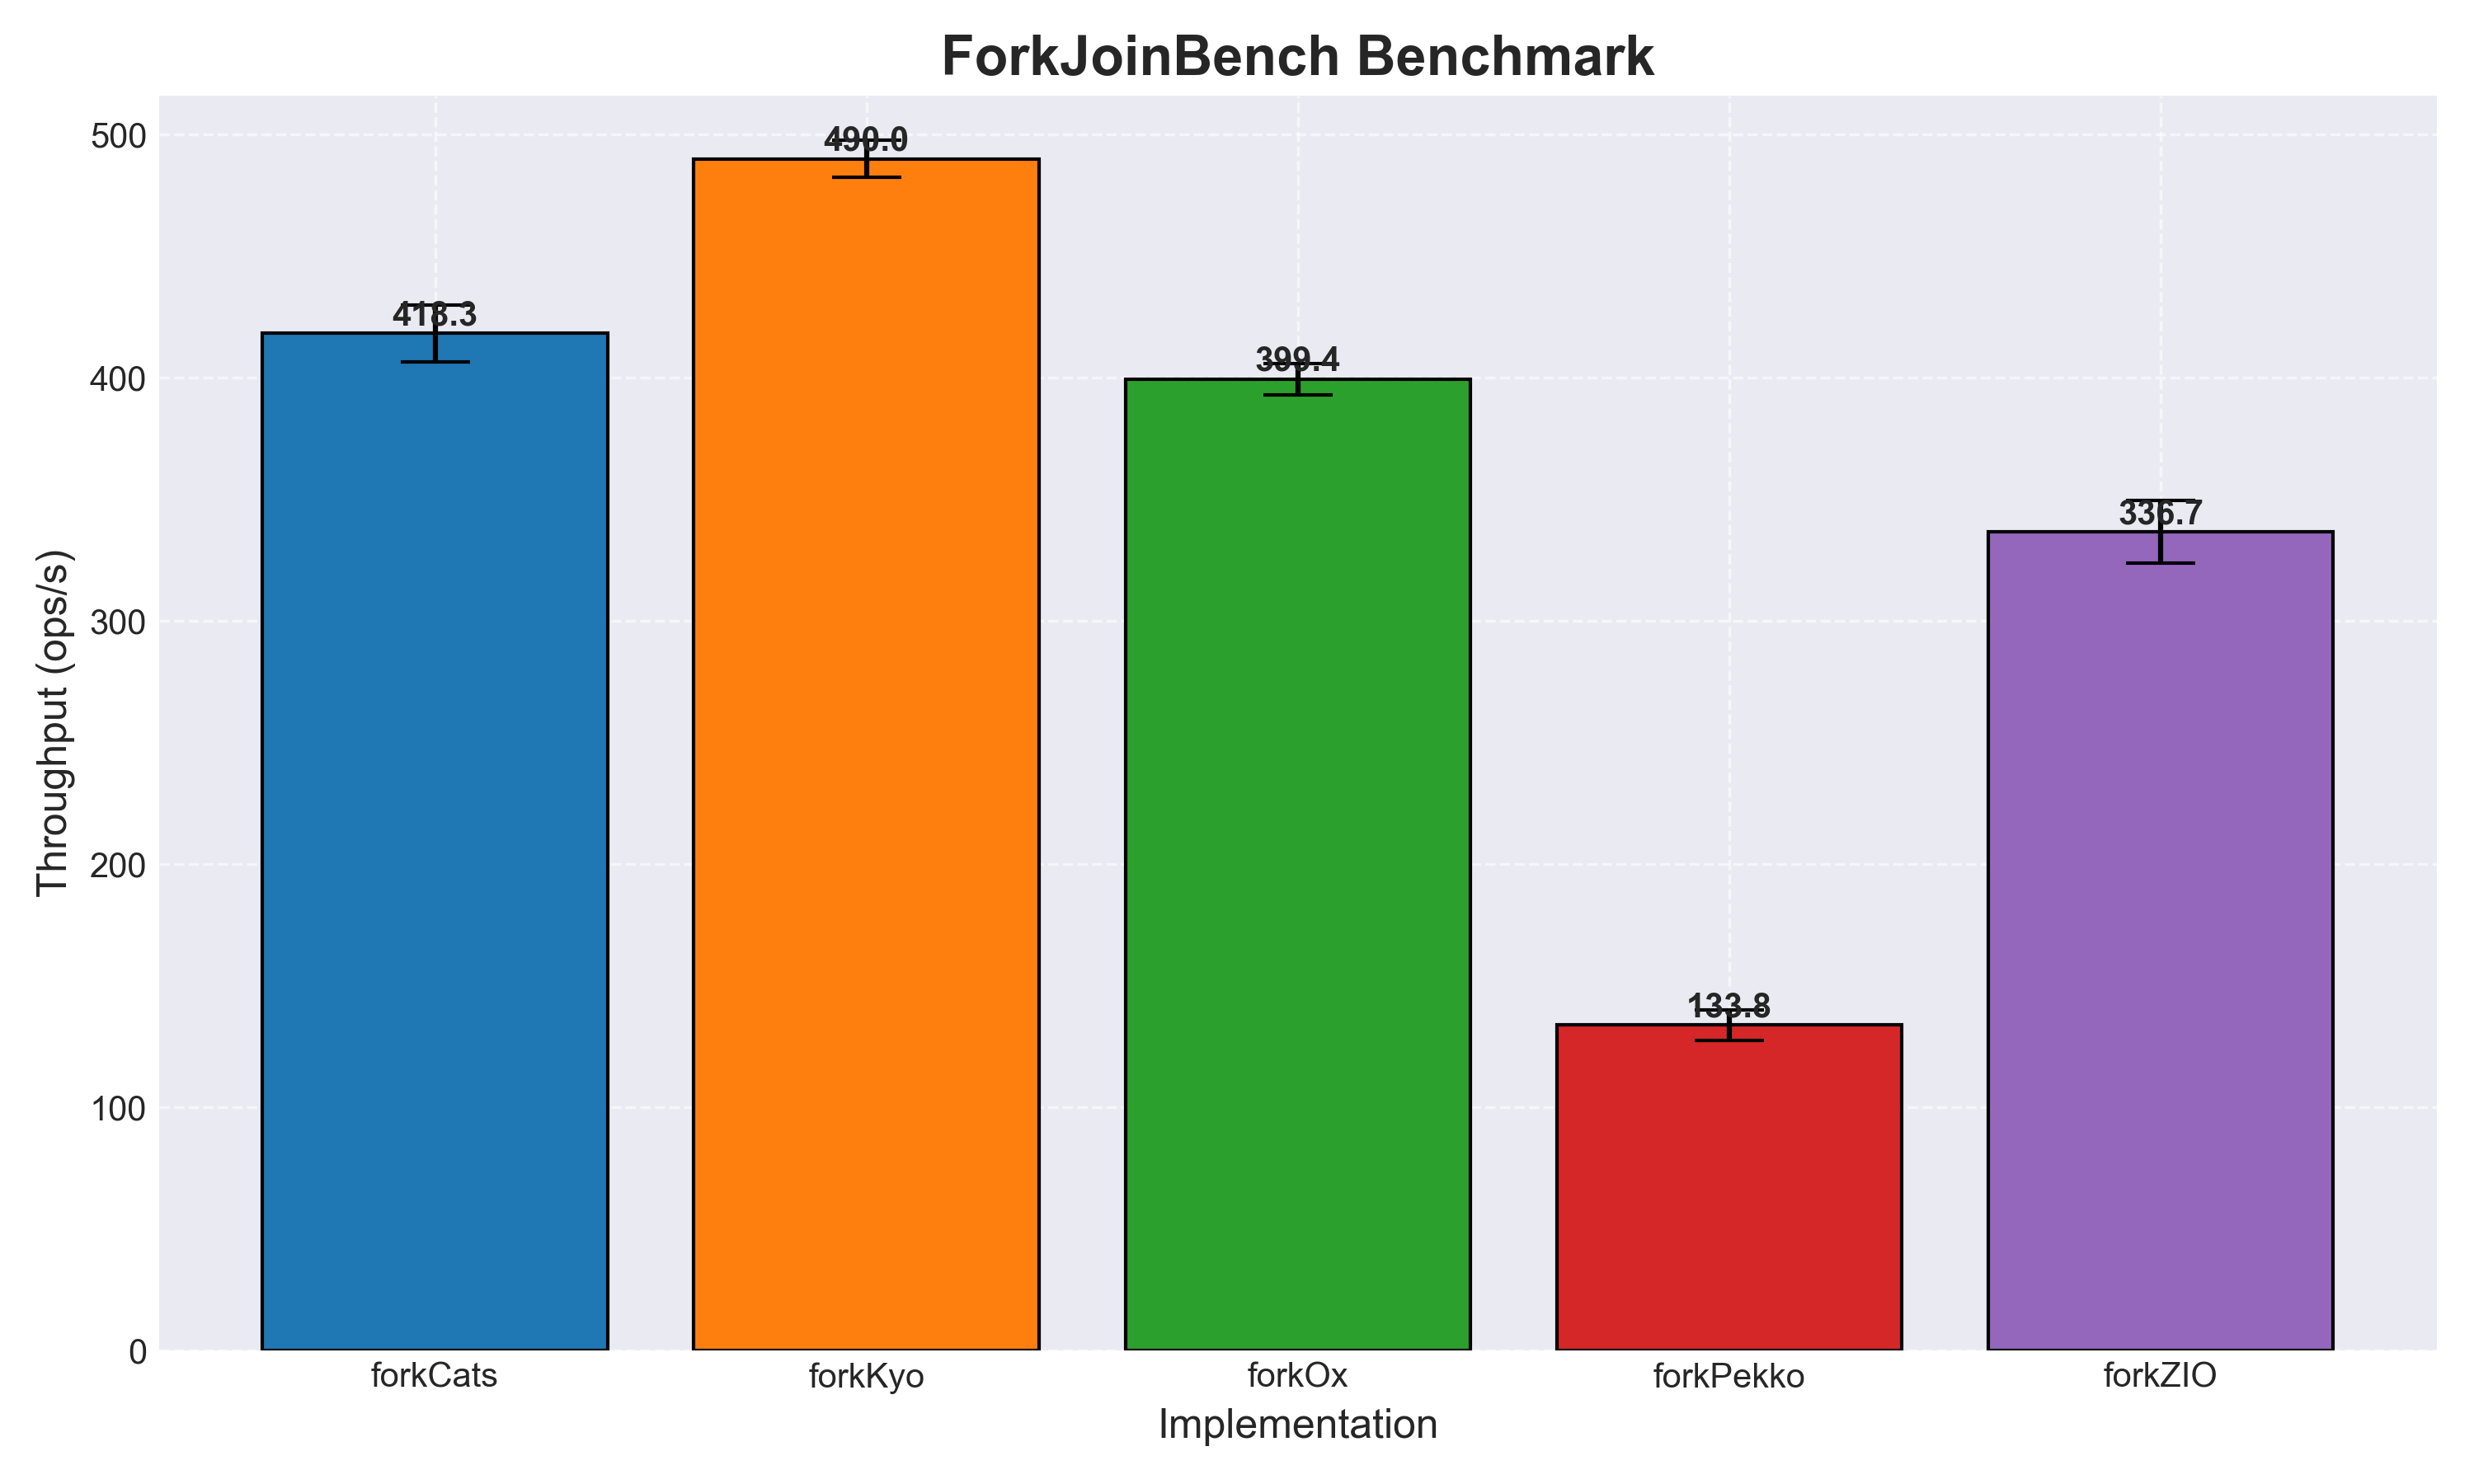 ForkJoinBench Benchmark
Throughput (ops/s)
500
400
300
200
100
0
418.3
490.0
399.4
133.8
336.7
forkCats
forkKyo
forkOx
forkPekko
forkZIO
Implementation